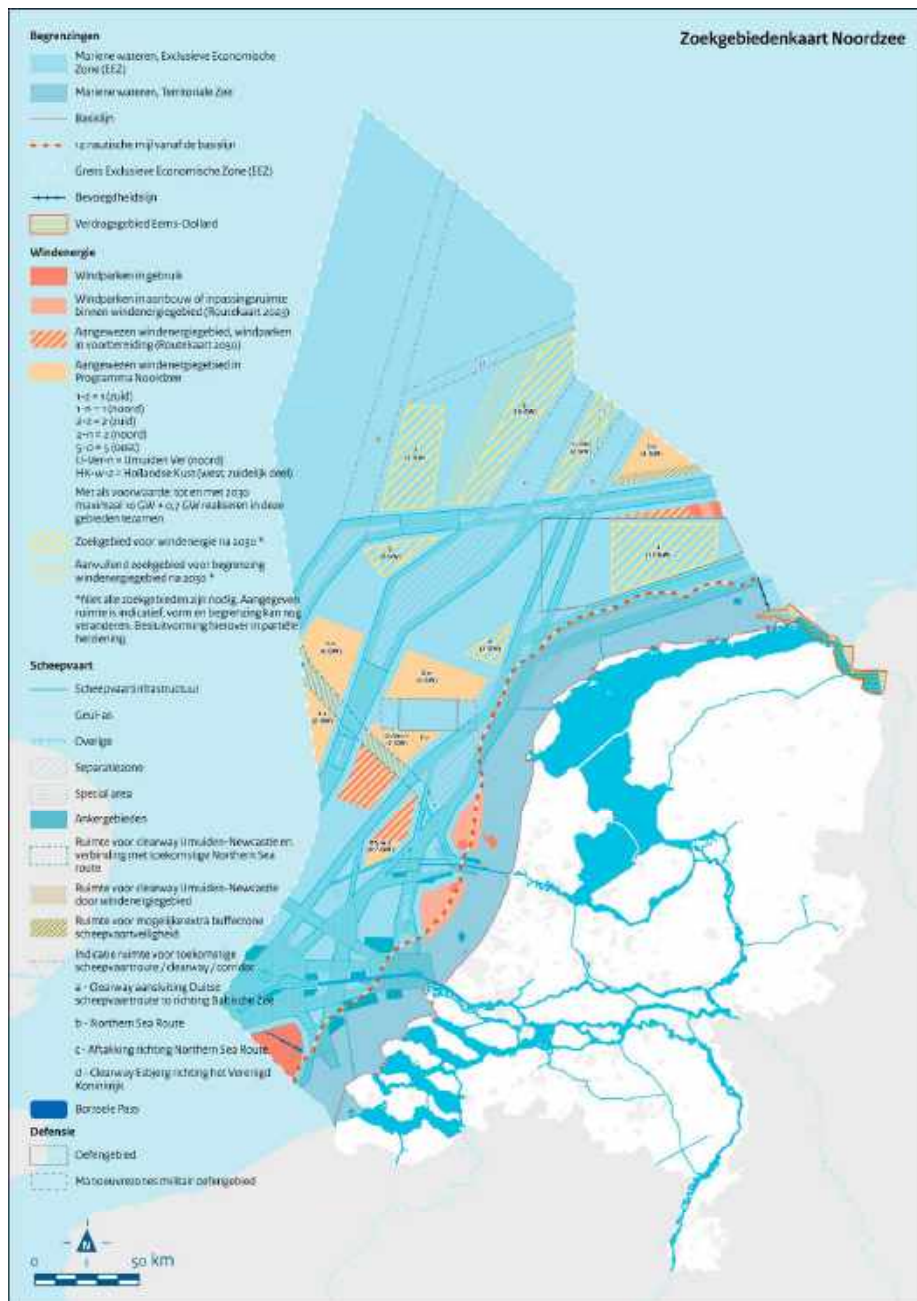 Zoekgebiedenkaart Noordzee
Begrenzingen
Mariene wateren, Exclusieve Economische
Zone (EEZ)
Mariene wateren, Territoriale Zee
Basislijn
12 nautische mijl vanaf de basislijn
Grens Exclusieve Economische Zone (EEZ)
Bevoegdheidslijn
Verdragsgebied Eems-Dollard
Windenergie
Windparken in gebruik
Windparken in aanbouw of inpassingsruimte
binnen windenergiegebied (Routekaart 2023)
Aangewezen windenergiegebied, windparken
in voorbereiding (Routekaart 2030)
Aangewezen windenergiegebied in
Programma Noordzee
1-z = 1 (zuid)
1-n = 1 (noord)
2-z = 2 (zuid)
2-n = 2 (noord)
5-o = 5 (oost)
IJ-Ver-n = IJmuiden Ver (noord)
HK-w-z = Hollandse Kust (west, zuidelijk deel)
Met als voorwaarde: tot en met 2030
maximaal 10 GW + 0,7 GW realiseren in deze
gebieden tezamen
Zoekgebied voor windenergie na 2030 *
Aanvullend zoekgebied voor begrenzing
windenergiegebied na 2030 *
*Niet alle zoekgebieden zijn nodig. Aangegeven
ruimte is indicatief, vorm en begrenzing kan nog
veranderen. Besluitvorming hierover in partiële
herziening.
Scheepvaart
Scheepvaartinfrastructuur
Geul-as
Overige
Separatiezone
Special area
Ankergebieden
Ruimte voor clearway IJmuiden-Newcastle en
verbinding met toekomstige Northern Sea
route
Ruimte voor clearway IJmuiden-Newcastle
door windenergiegebied
Ruimte voor mogelijke extra bufferzone
scheepvaartveiligheid
Indicatie ruimte voor toekomstige
scheepvaartroute / clearway / corridor
a - Clearway aansluiting Duitse
scheepvaartroute to richting Baltische Zee
b - Northern Sea Route
c - Aftakking richting Northern Sea Route
d - Clearway Esbjerg richting het Verenigd
Koninkrijk
Borssele Pass
Defensie
Oefengebied
Manoeuvreerzones militair oefengebied
N
0 50 km